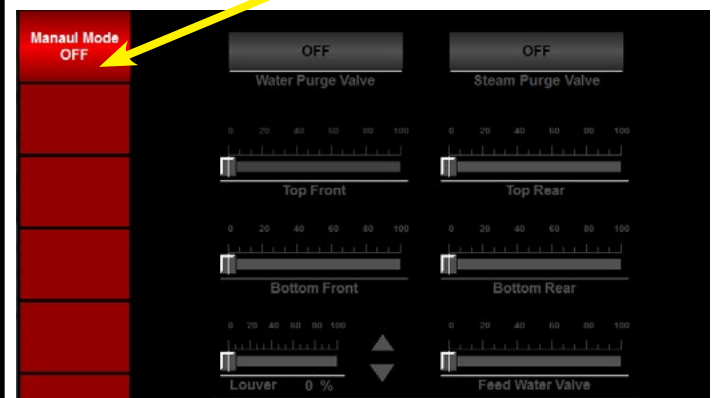 Manaul Mode
OFF
OFF
OFF
Water Purge Valve
Steam Purge Valve
0 20 40 60 80 100
0 20 40 60 80 100
Top Front
Top Rear
0 20 40 60 80 100
0 20 40 60 80 100
Bottom Front
Bottom Rear
0 20 40 60 80 100
0 20 40 60 80 100
Louver 0 %
Feed Water Valve